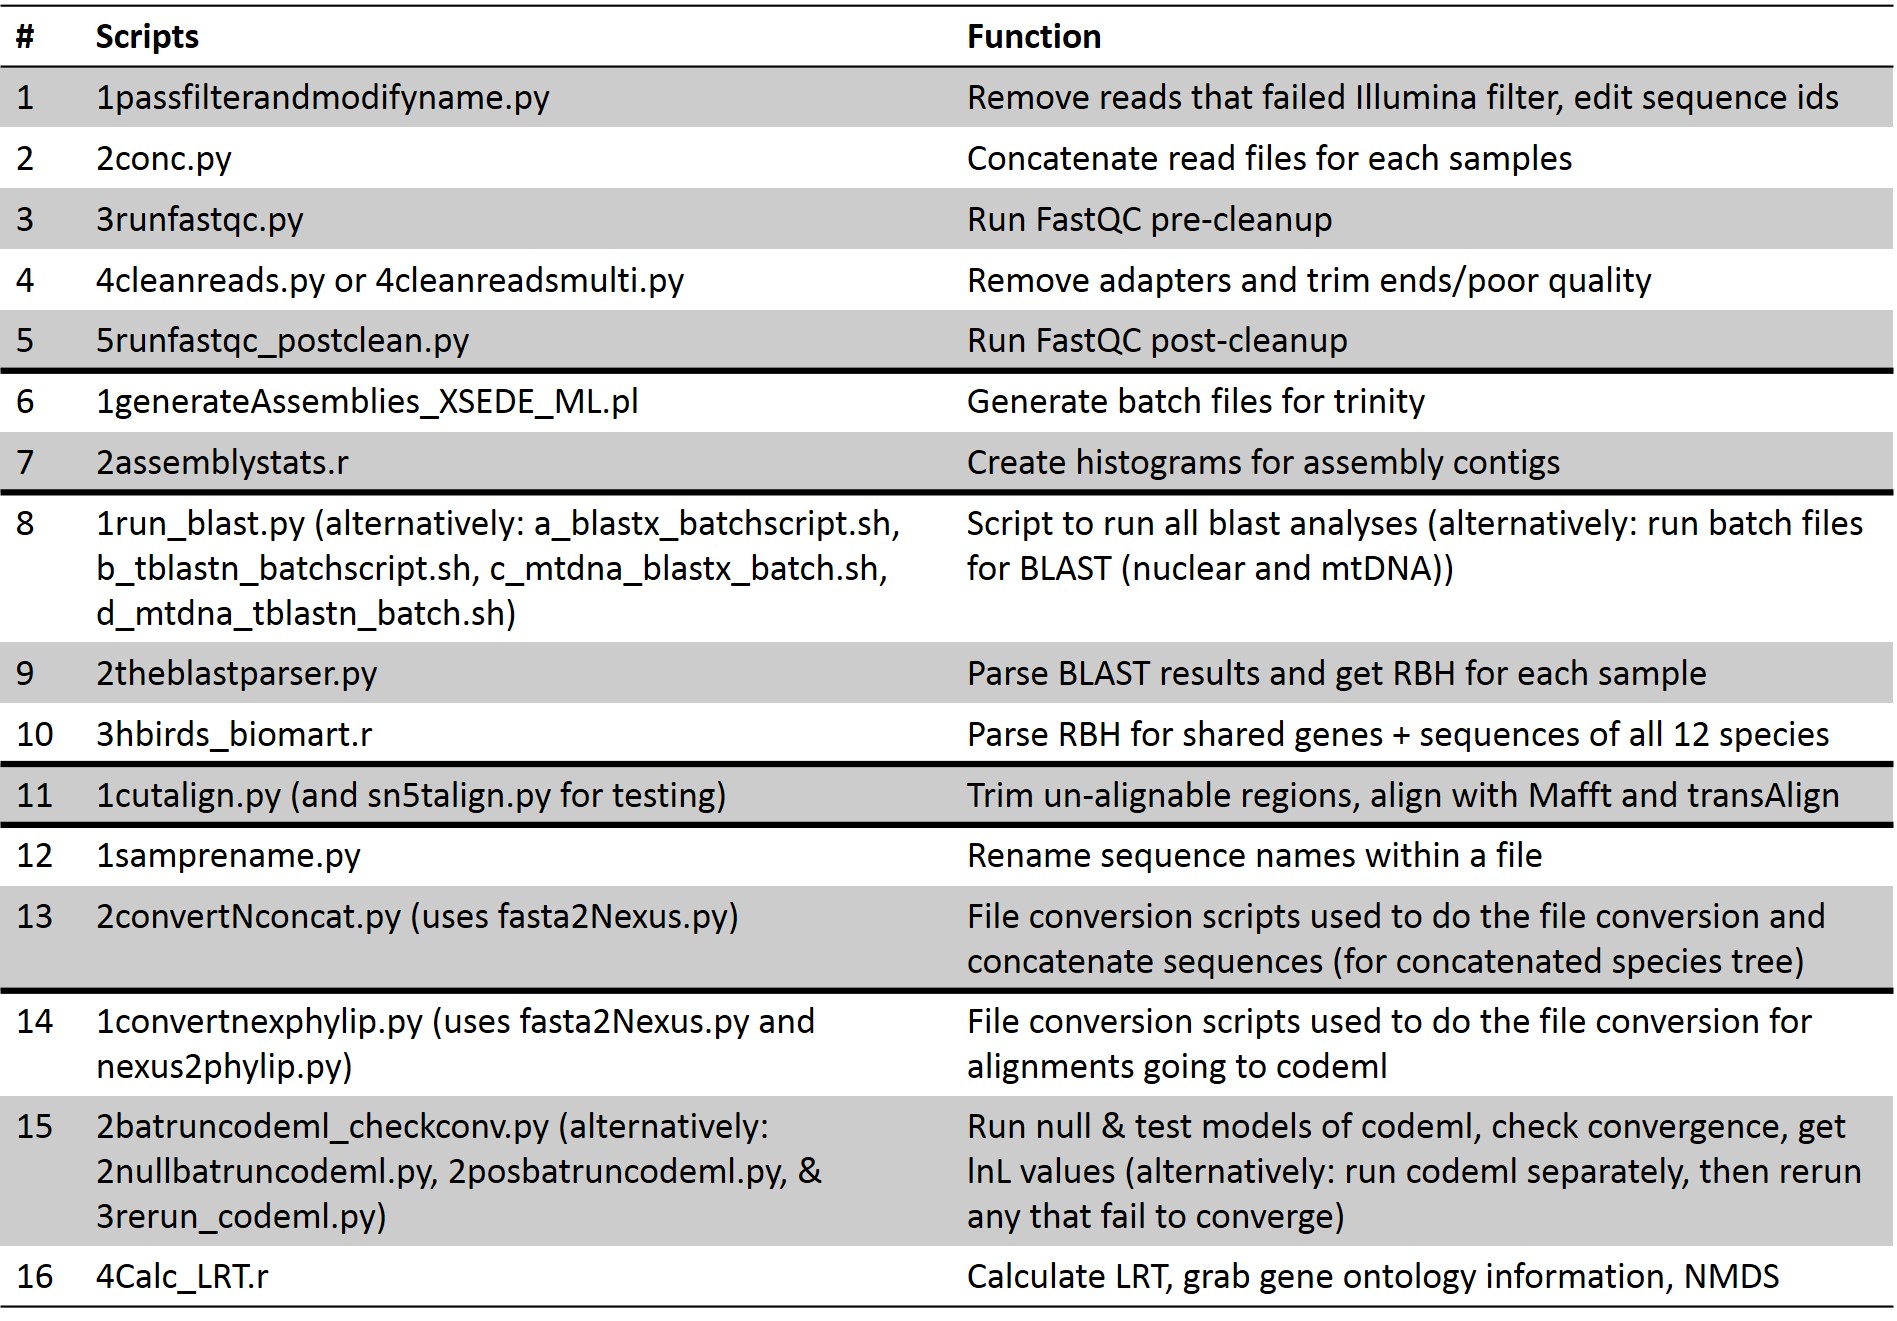 # Scripts Function
1 1passfilterandmodifyname.py Remove reads that failed Illumina filter, edit sequence ids
2 2conc.py Concatenate read files for each samples
3 3runfastqc.py Run FastQC pre-cleanup
4 4cleanreads.py or 4cleanreadsmulti.py Remove adapters and trim ends/poor quality
5 5runfastqc_postclean.py Run FastQC post-cleanup
6 1generateAssemblies_XSEDE_ML.pl Generate batch files for trinity
7 2assemblystats.r Create histograms for assembly contigs
8 1run_blast.py (alternatively: a_blastx_batchscript.sh, Script to run all blast analyses (alternatively: run batch files
b_tblastn_batchscript.sh, c_mtdna_blastx_batch.sh, for BLAST (nuclear and mtDNA))
d_mtdna_tblastn_batch.sh)
9 2theblastparser.py Parse BLAST results and get RBH for each sample
10 3hbirds_biomart.r Parse RBH for shared genes + sequences of all 12 species
11 1cutalign.py (and sn5talign.py for testing) Trim un-alignable regions, align with Mafft and transAlign
12 1samprename.py Rename sequence names within a file
13 2convertNconcat.py (uses fasta2Nexus.py) File conversion scripts used to do the file conversion and
concatenate sequences (for concatenated species tree)
14 1convertnexphylip.py (uses fasta2Nexus.py and File conversion scripts used to do the file conversion for
nexus2phylip.py) alignments going to codeml
15 2batruncodeml_checkconv.py (alternatively: Run null & test models of codeml, check convergence, get
2nullbatruncodeml.py, 2posbatruncodeml.py, & lnL values (alternatively: run codeml separately, then rerun
3rerun_codeml.py) any that fail to converge)
16 4Calc_LRT.r Calculate LRT, grab gene ontology information, NMDS